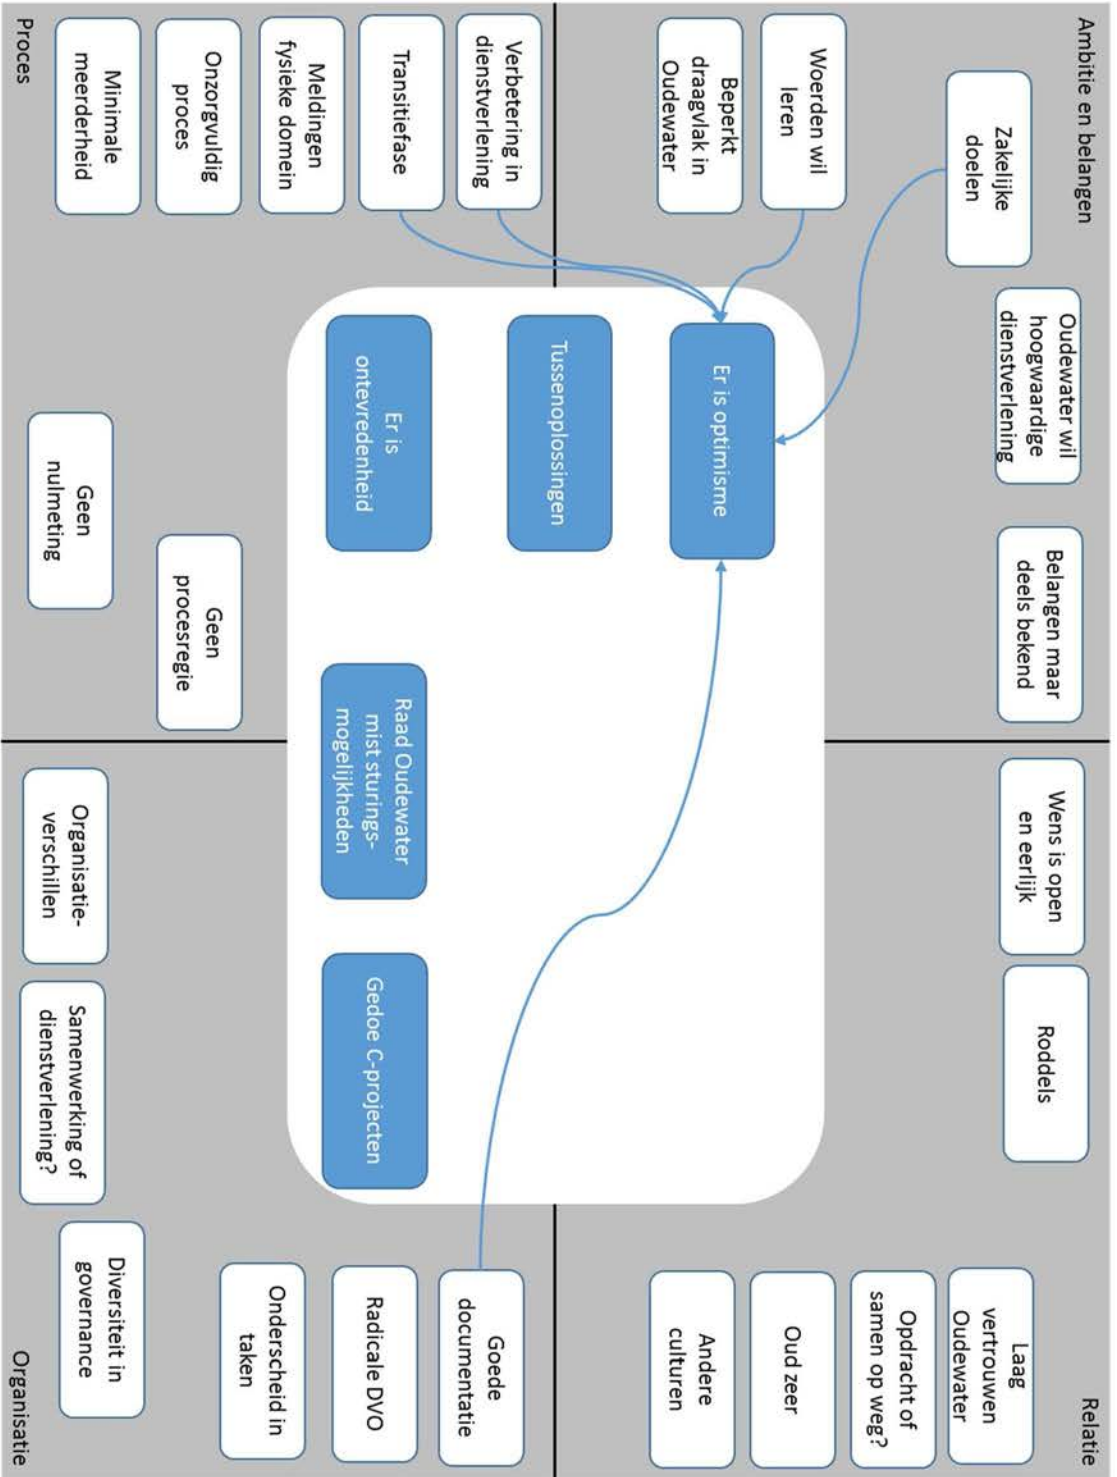 Ambitie en belangen
Relatie
Zakelijke
doelen
Oudewater wil
hoogwaardige
dienstverlening
Belangen maar
deels bekend
Wens is open
en eerlijk
Roddels
Laag
vertrouwen
Oudewater
Woerden wil
leren
Opdracht of
samen op weg?
Beperkt
draagvlak in
Oudewater
Oud zeer
Andere
culturen
Er is optimisme
Tussenoplossingen
Er is
ontevredenheid
Raad Oudewater
mist sturings-
mogelijkheden
Gedoe C-projecten
Verbetering in
dienstverlening
Goede
documentatie
Transitiefase
Radicale DVO
Meldingen
fysieke domein
Onderscheid in
taken
Onzorgvuldig
proces
Geen
procesregie
Minimale
meerderheid
Geen
nulmeting
Organisatie-
verschillen
Samenwerking of
dienstverlening?
Diversiteit in
governance
Proces
Organisatie